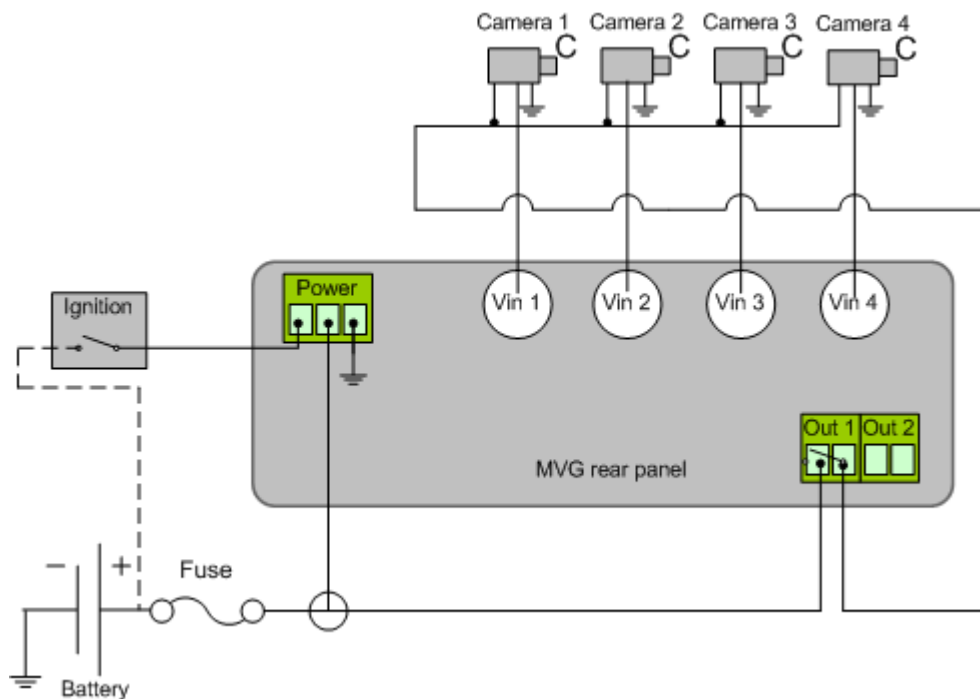 Camera 1
Camera 2
Camera 3
Camera 4
C
C
C
C
Power
Vin 1
Vin 2
Vin 3
Vin 4
Ignition
Out 1
Out 2
MVG rear panel
− +
Fuse
Battery